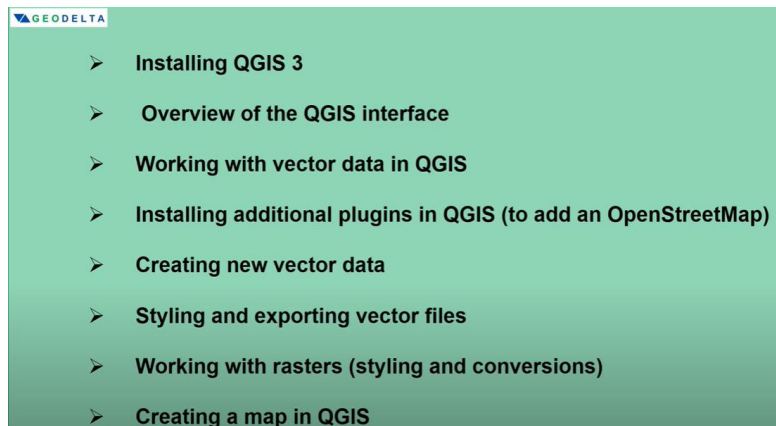 GEODELTA
➢ Installing QGIS 3
➢ Overview of the QGIS interface
➢ Working with vector data in QGIS
➢ Installing additional plugins in QGIS (to add an OpenStreetMap)
➢ Creating new vector data
➢ Styling and exporting vector files
➢ Working with rasters (styling and conversions)
➢ Creating a map in QGIS